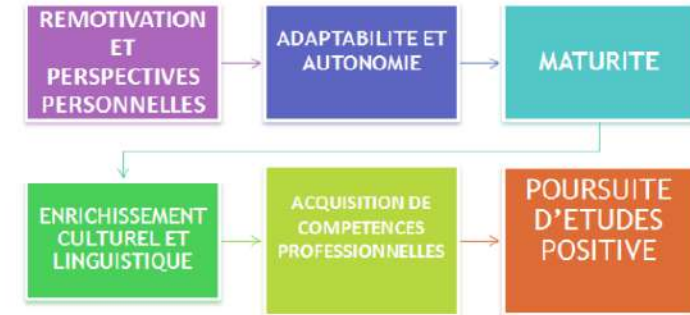 REMOTIVATION
ET
PERSPECTIVES
PERSONNELLES
ADAPTABILITE ET
AUTONOMIE
MATURITE
ENRICHISSEMENT
CULTUREL ET
LINGUISTIQUE
ACQUISITION DE
COMPETENCES
PROFESSIONNELLES
POURSUITE
D'ETUDES
POSITIVE